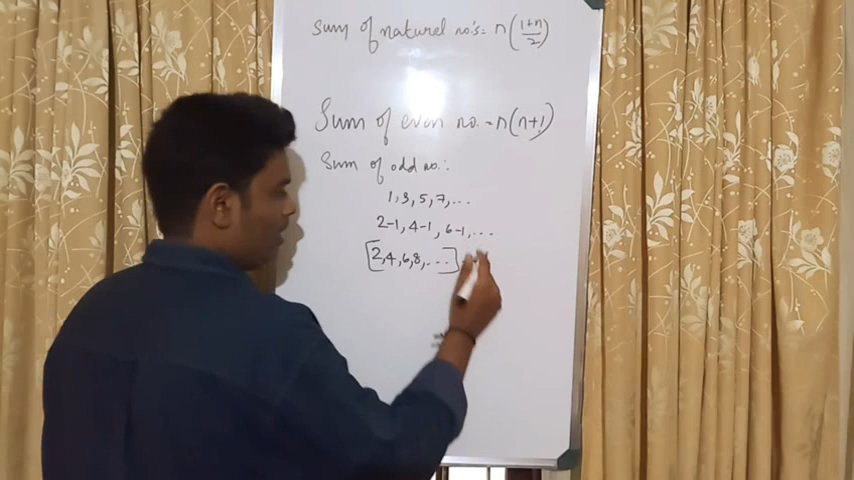 Sum of natural no's = n(1+n/2)
Sum of even no. = n(n+1)
Sum of odd no.:
1, 3, 5, 7, ...
2-1, 4-1, 6-1, ...
[2, 4, 6, 8, ...]